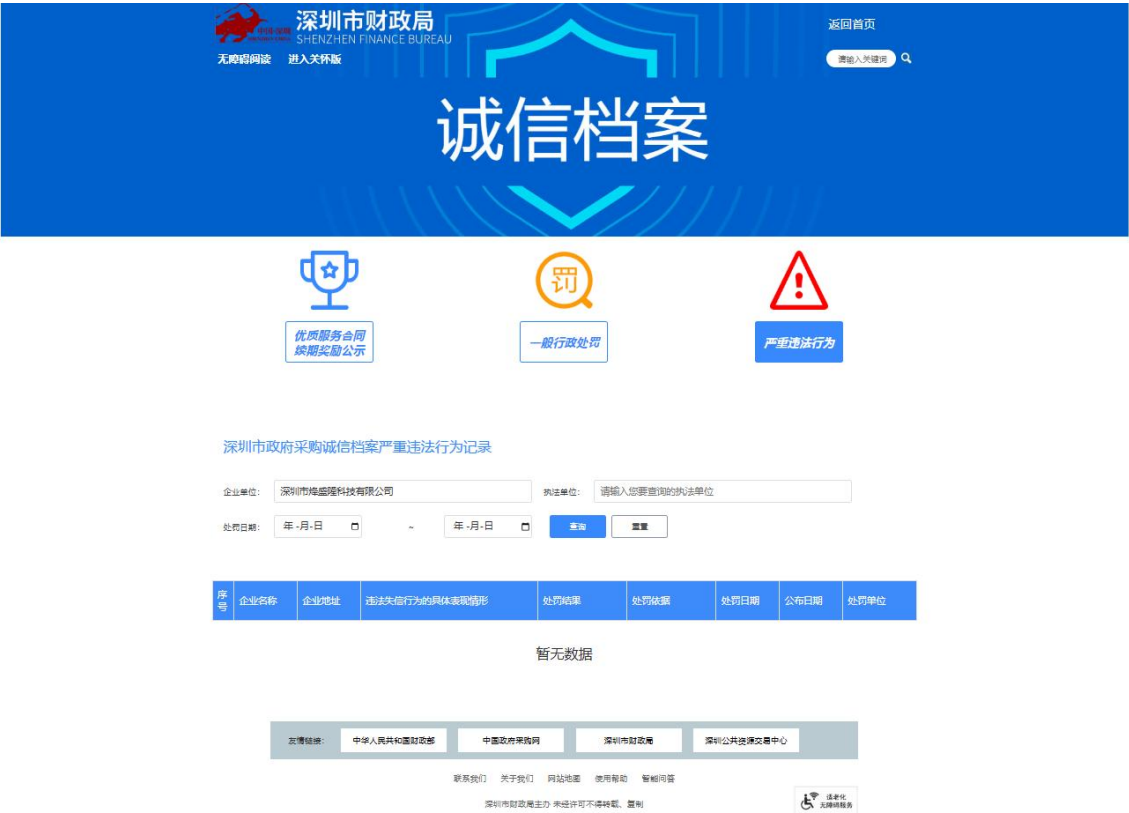 深圳市财政局
SHENZHEN FINANCE BUREAU
返回首页
无障碍阅读 进入关怀版
请输入关键词
诚信档案
罚
优质服务合同
续期奖励公示
一般行政处罚
严重违法行为
深圳市政府采购诚信档案严重违法行为记录
企业单位: 深圳市烽盛隆科技有限公司 执法单位: 请输入您要查询的执法单位
处罚日期: 年-月-日 ~ 年-月-日 查询 重置
序号 企业名称 企业地址 违法失信行为的具体表现情形 处罚结果 处罚依据 处罚日期 公布日期 处罚单位
暂无数据
友情链接: 中华人民共和国财政部 中国政府采购网 深圳市财政局 深圳公共资源交易中心
联系我们 关于我们 网站地图 使用帮助 智能问答
深圳市财政局主办 未经许可不得转载、复制
适老化
无障碍服务